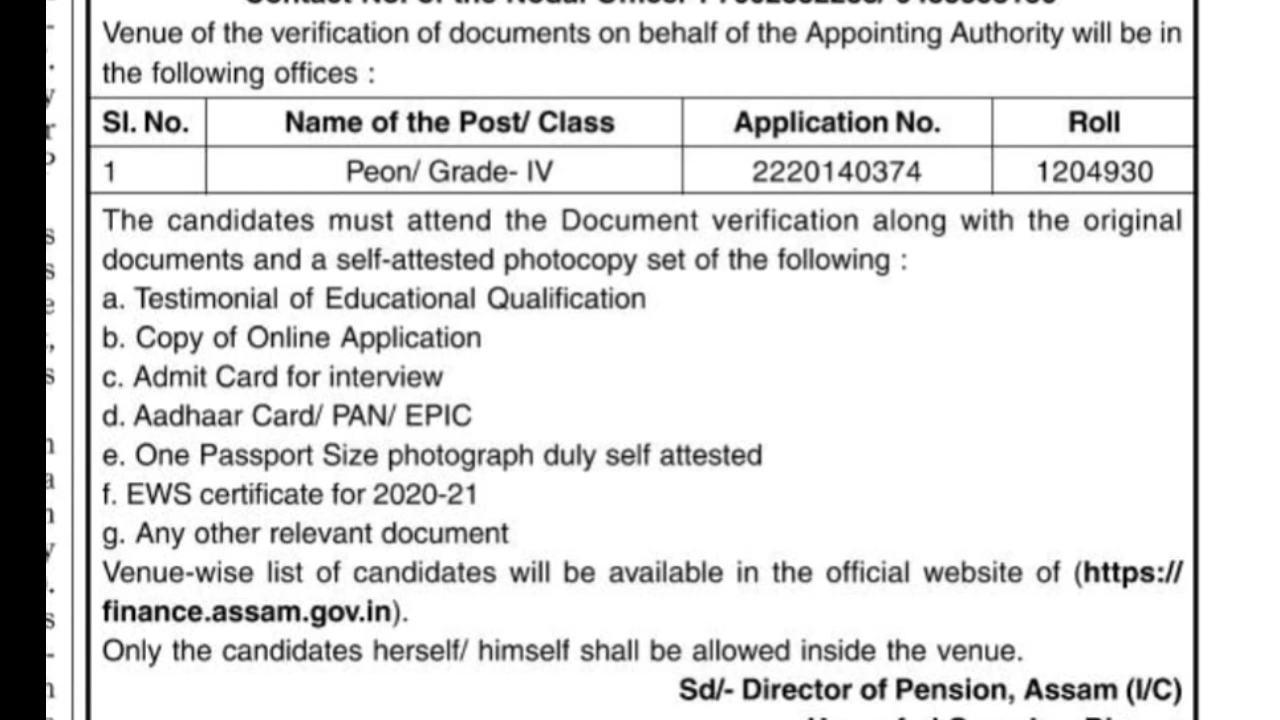 Venue of the verification of documents on behalf of the Appointing Authority will be in
the following offices :
Sl. No. Name of the Post/ Class Application No. Roll
1 Peon/ Grade- IV 2220140374 1204930
The candidates must attend the Document verification along with the original
documents and a self-attested photocopy set of the following :
a. Testimonial of Educational Qualification
b. Copy of Online Application
c. Admit Card for interview
d. Aadhaar Card/ PAN/ EPIC
e. One Passport Size photograph duly self attested
f. EWS certificate for 2020-21
g. Any other relevant document
Venue-wise list of candidates will be available in the official website of (https://
finance.assam.gov.in).
Only the candidates herself/ himself shall be allowed inside the venue.
Sd/- Director of Pension, Assam (I/C)